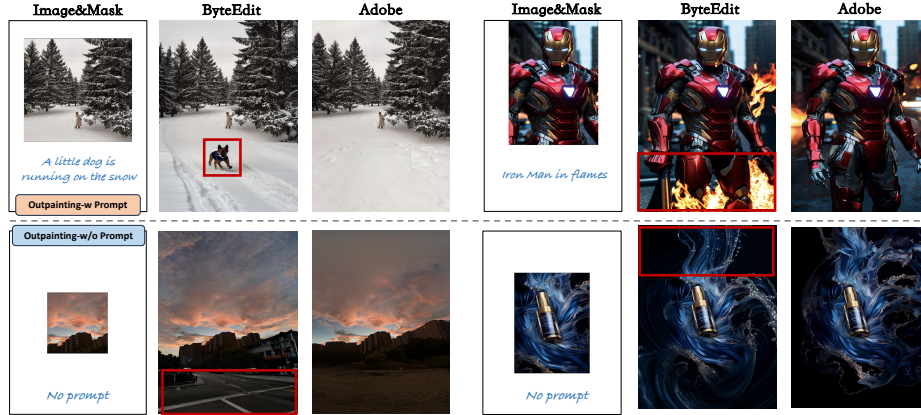 Image&Mask
ByteEdit
Adobe
Image&Mask
ByteEdit
Adobe
A little dog is
running on the snow
Outpainting-w Prompt
Iron Man in flames
Outpainting-w/o Prompt
No prompt
No prompt